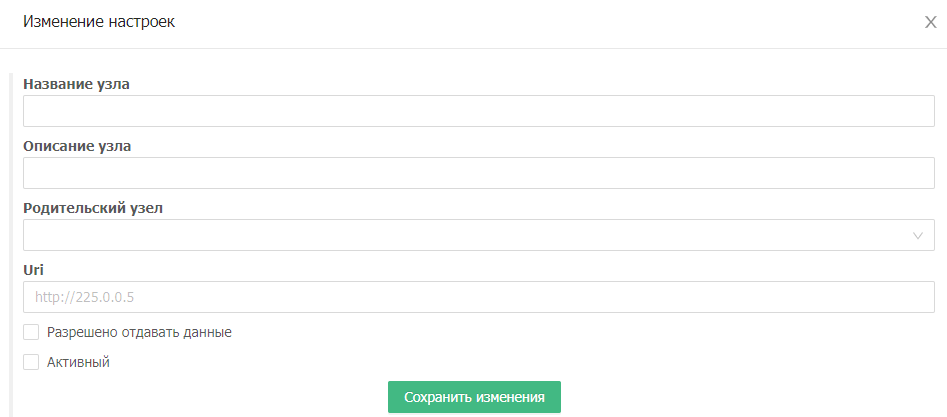 Изменение настроек
Название узла
Описание узла
Родительский узел
Uri
http://225.0.0.5
Разрешено отдавать данные
Активный
Сохранить изменения